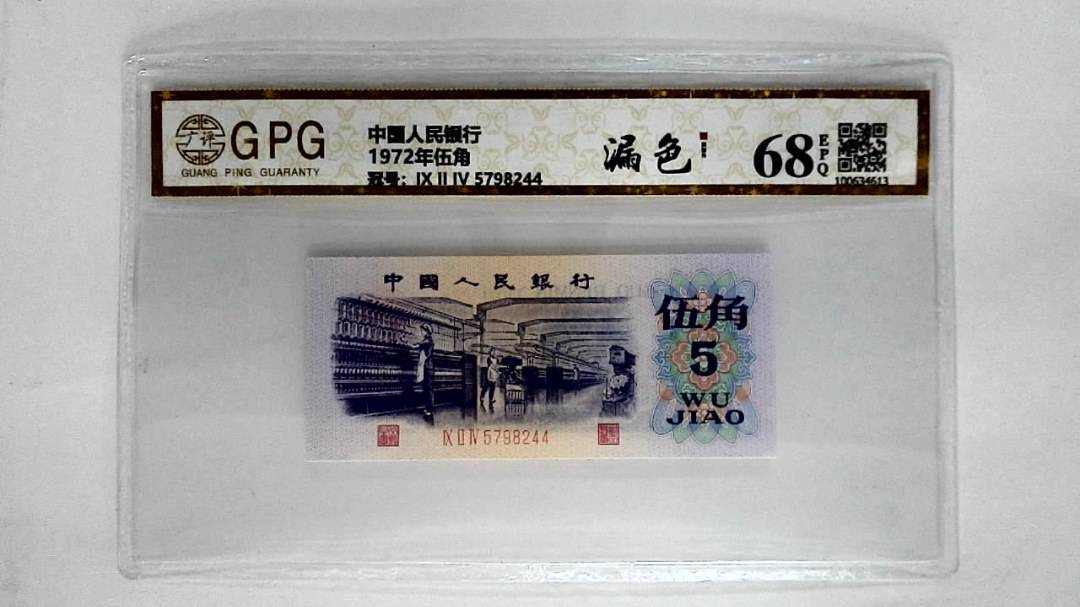 广评
GPG
GUANG PING GUARANTY
中国人民银行
1972年伍角
冠号：IX II IV 5798244
漏色
68
EPQ
100634613
中國人民銀行
伍角
5
WU
JIAO
IX II IV 5798244